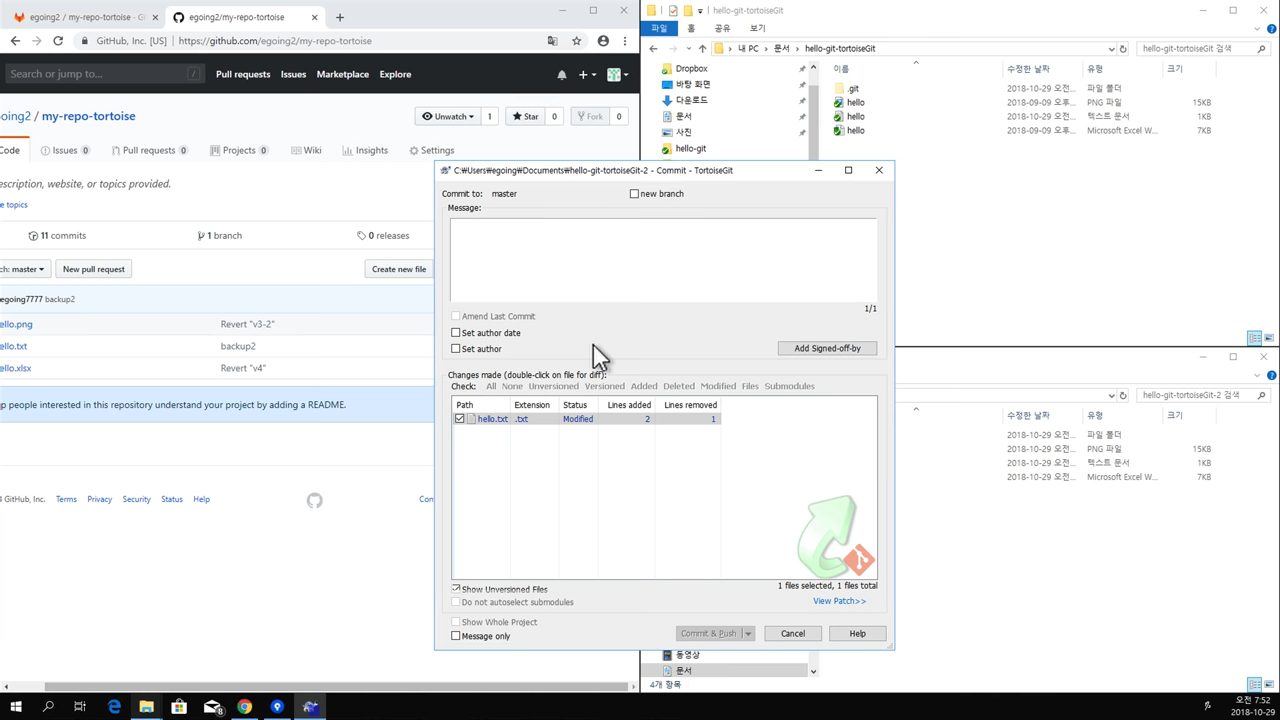 egoing2 / my-repo-tortoise - Gi
egoing2/my-repo-tortoise
GitHub, Inc. [US]
https://github.com/egoing2/my-repo-tortoise
Search or jump to...
Pull requests
Issues
Marketplace
Explore
oing2 / my-repo-tortoise
Unwatch
1
Star
0
Fork
0
Code
Issues 0
Pull requests 0
Projects 0
Wiki
Insights
Settings
escription, website, or topics provided.
e topics
11 commits
1 branch
0 releases
ch: master
New pull request
Create new file
egoing7777 backup2
ello.png
Revert "v3-2"
ello.txt
backup2
ello.xlsx
Revert "v4"
p people interested in this repository understand your project by adding a README.
GitHub, Inc.
Terms
Privacy
Security
Status
Help
Con
hello-git-tortoiseGit
파일
홈
공유
보기
내 PC
문서
hello-git-tortoiseGit
hello-git-tortoiseGit 검색
Dropbox
바탕 화면
다운로드
문서
사진
hello-git
이름
수정한 날짜
유형
크기
.git
2018-10-29 오전...
파일 폴더
hello
2018-09-09 오후...
PNG 파일
15KB
hello
2018-10-29 오전...
텍스트 문서
1KB
hello
2018-09-09 오후...
Microsoft Excel W...
7KB
C:₩Users₩egoing₩Documents₩hello-git-tortoiseGit-2 - Commit - TortoiseGit
Commit to:
master
new branch
Message:
1/1
Amend Last Commit
Set author date
Set author
Add Signed-off-by
Changes made (double-click on file for diff):
Check:
All
None
Unversioned
Versioned
Added
Deleted
Modified
Files
Submodules
Path
Extension
Status
Lines added
Lines removed
hello.txt
.txt
Modified
2
1
Show Unversioned Files
1 files selected, 1 files total
Do not autoselect submodules
View Patch>>
Show Whole Project
Message only
Commit & Push
Cancel
Help
hello-git-tortoiseGit-2 검색
수정한 날짜
유형
크기
2018-10-29 오전...
파일 폴더
2018-10-29 오전...
PNG 파일
15KB
2018-10-29 오전...
텍스트 문서
1KB
2018-10-29 오전...
Microsoft Excel W...
7KB
동영상
문서
4개 항목
오전 7:52
2018-10-29